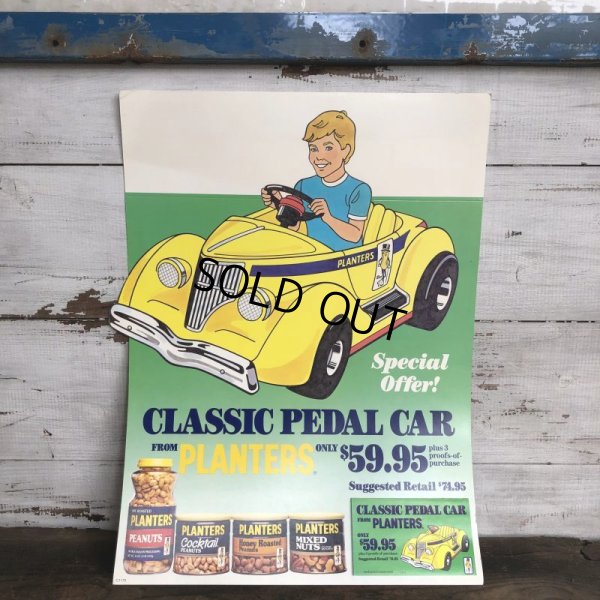 PLANTERS
SOLD OUT
Special
Offer!
CLASSIC PEDAL CAR
FROM PLANTERS ONLY $59.95 plus 3
proofs-of-
purchase
Suggested Retail $74.95
PLANTERS
PEANUTS
PLANTERS
Cocktail
PEANUTS
PLANTERS
Honey Roasted
Peanuts
PLANTERS
MIXED
NUTS
CLASSIC PEDAL CAR
FROM PLANTERS
ONLY
$59.95